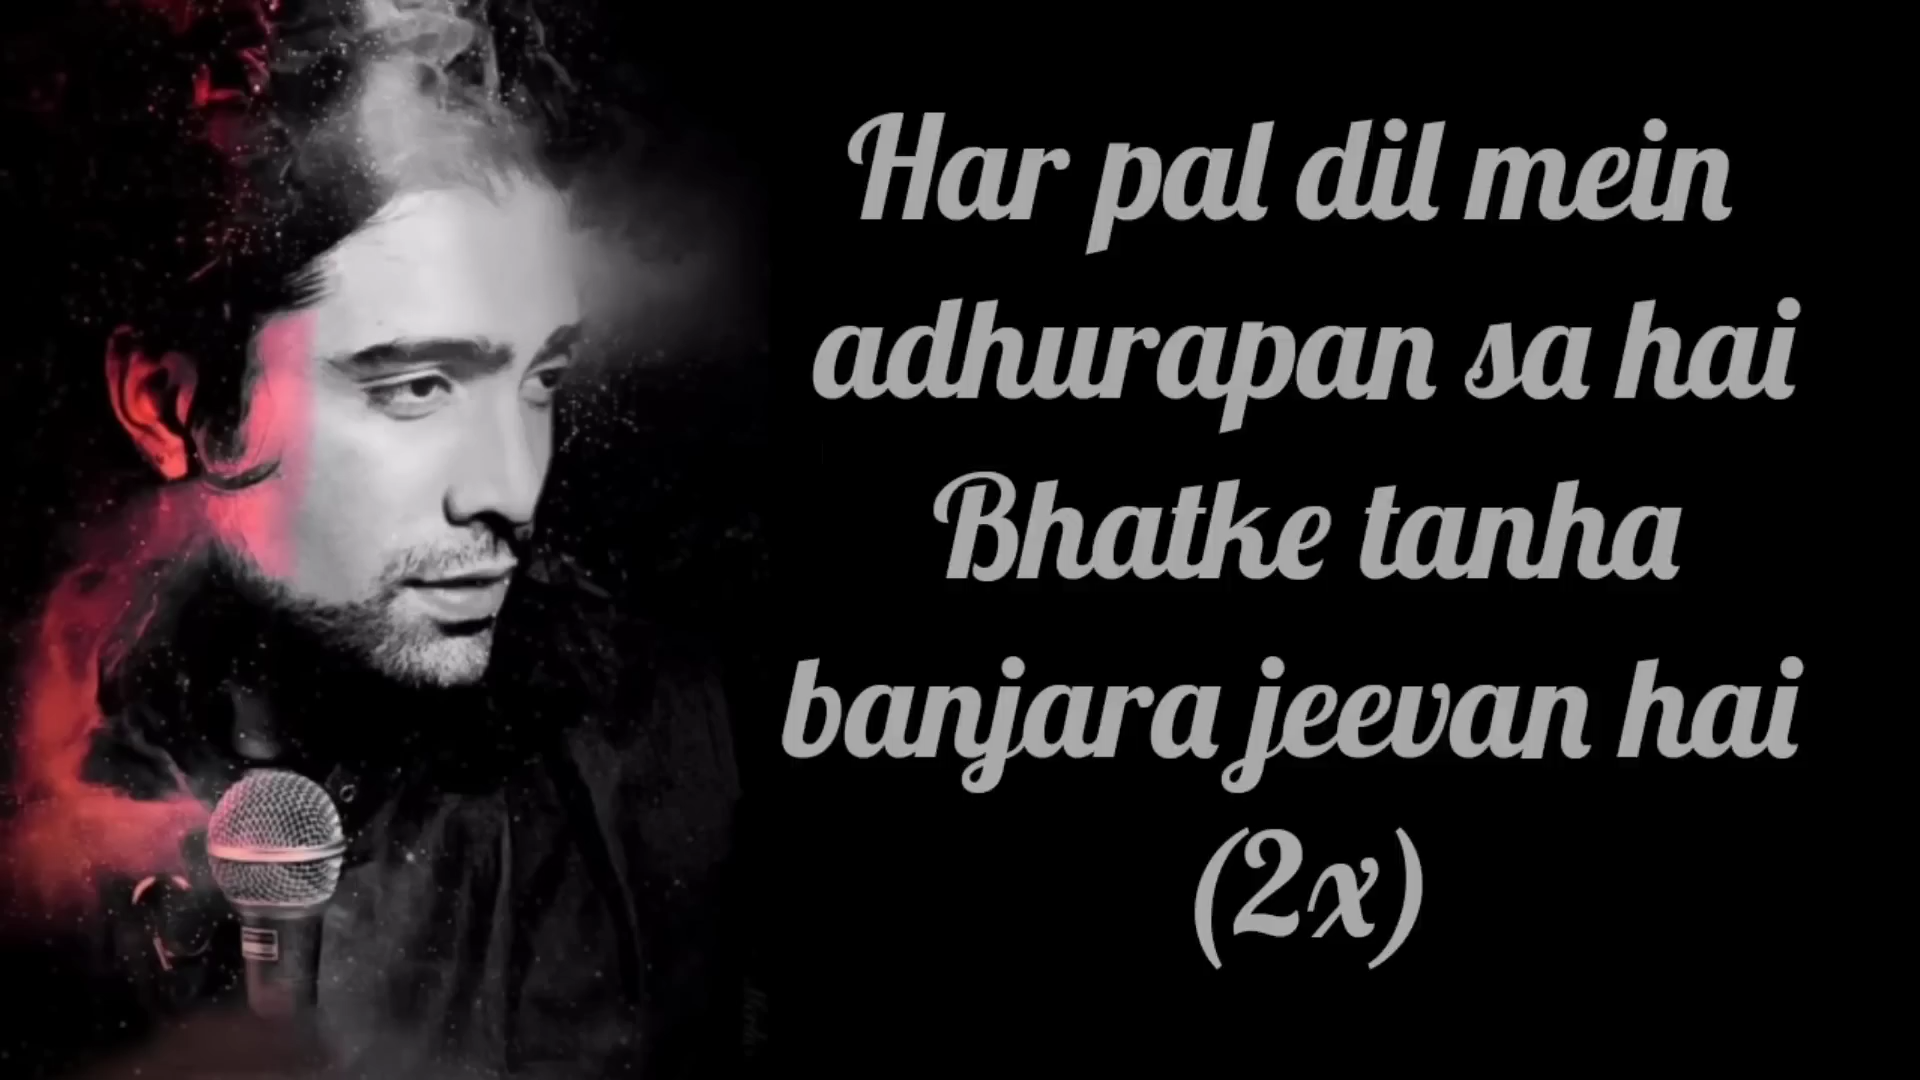 Har pal dil mein
adhurapan sa hai
Bhatke tanha
banjara jeevan hai
(2x)